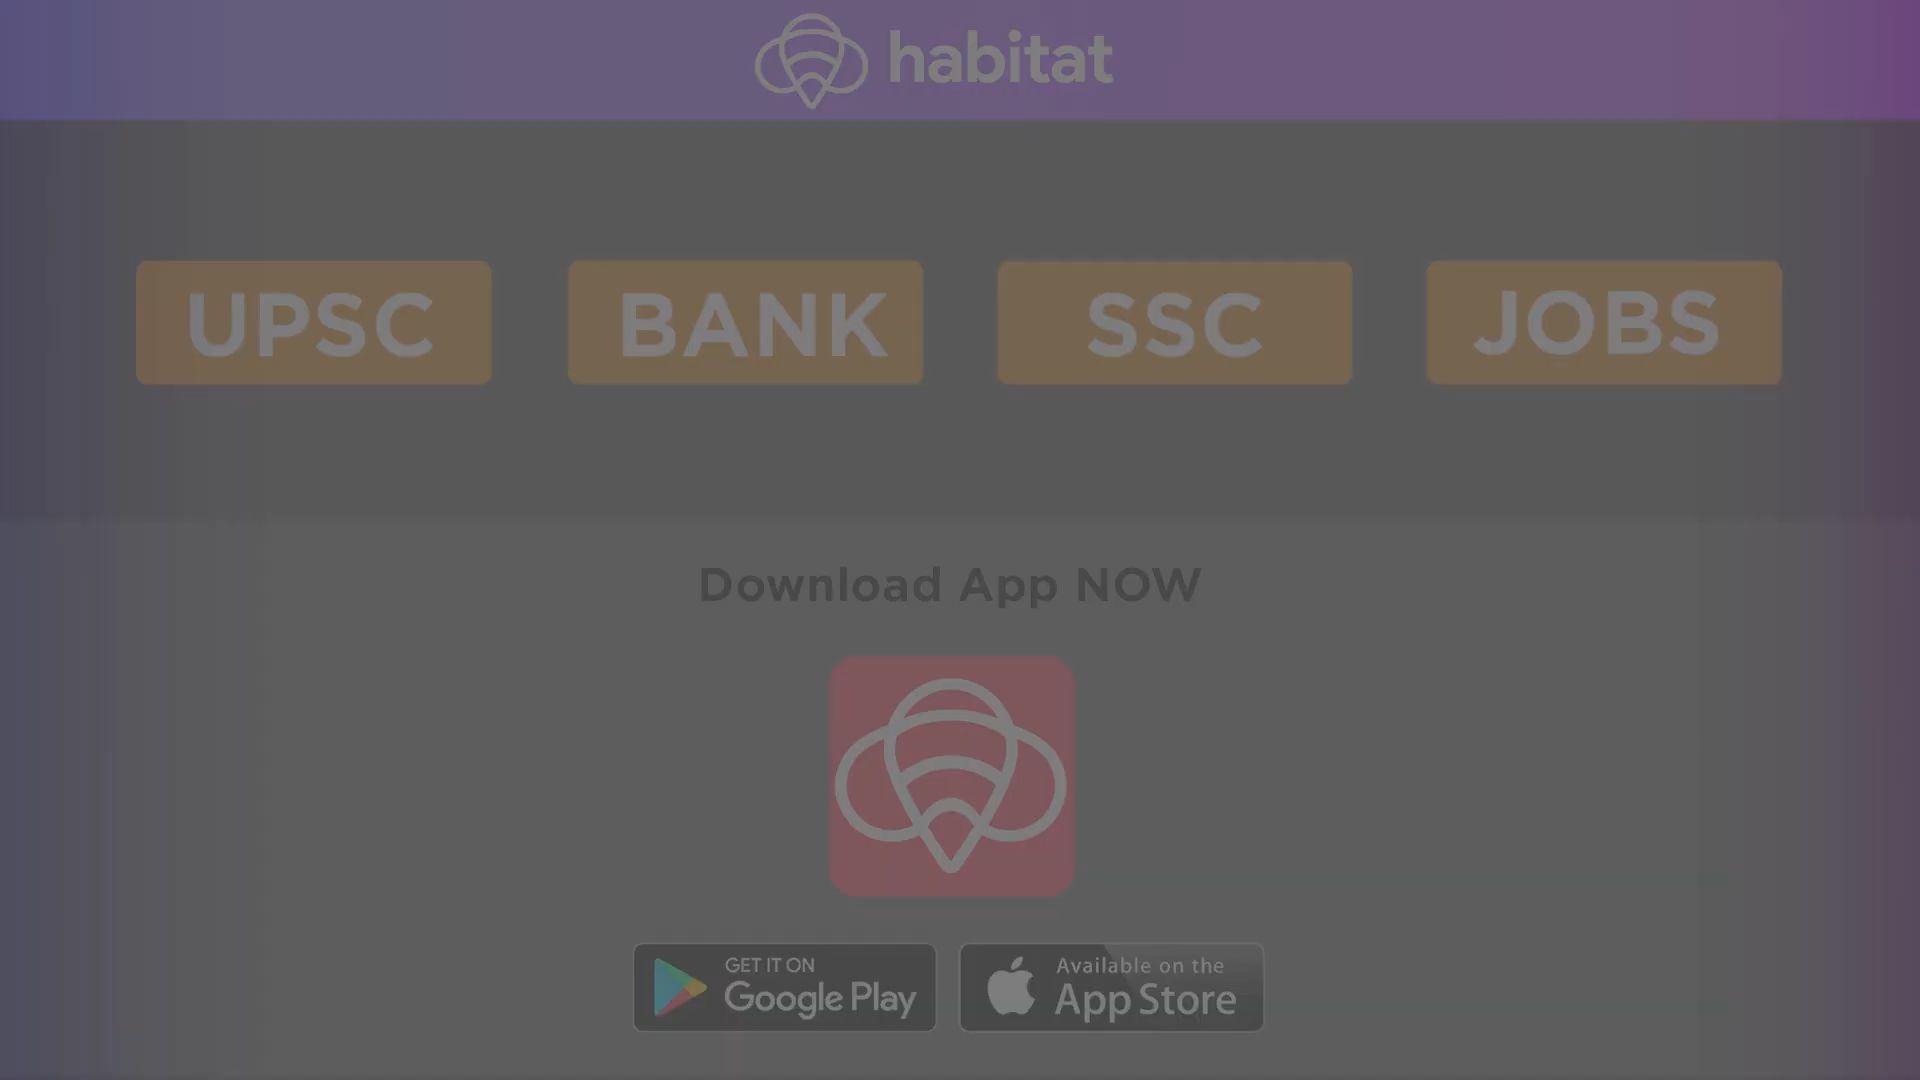 habitat
UPSC BANK SSC JOBS
Download App NOW
GET IT ON
Google Play
Available on the
App Store